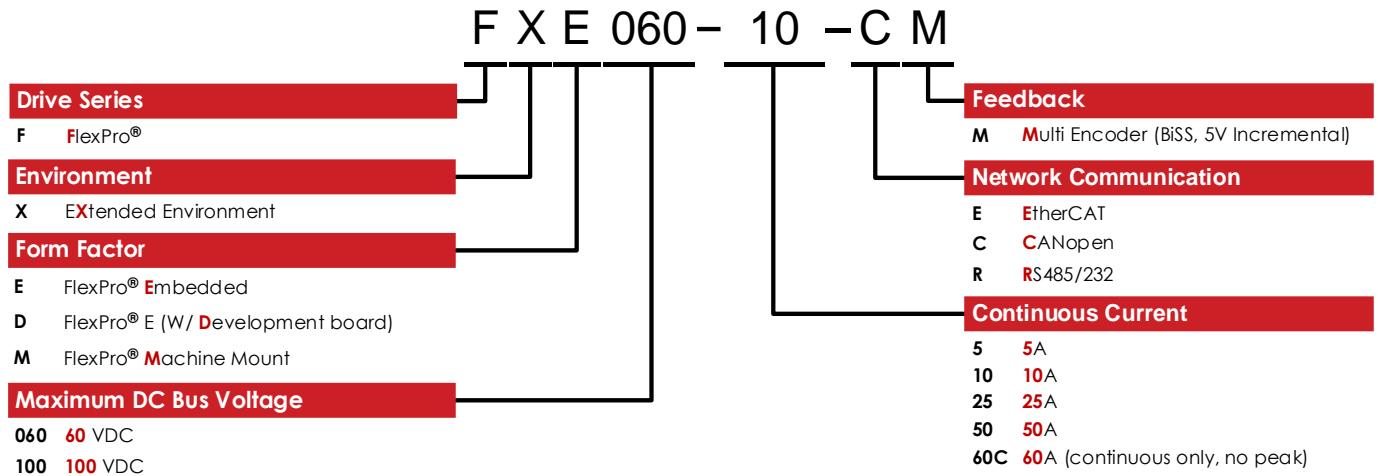 F X E 060 – 10 – C M
Drive Series
F FlexPro®
Environment
X EXtended Environment
Form Factor
E FlexPro® Embedded
D FlexPro® E (W/ Development board)
M FlexPro® Machine Mount
Maximum DC Bus Voltage
060 60 VDC
100 100 VDC
Feedback
M Multi Encoder (BiSS, 5V Incremental)
Network Communication
E EtherCAT
C CANopen
R RS485/232
Continuous Current
5 5A
10 10A
25 25A
50 50A
60C 60A (continuous only, no peak)